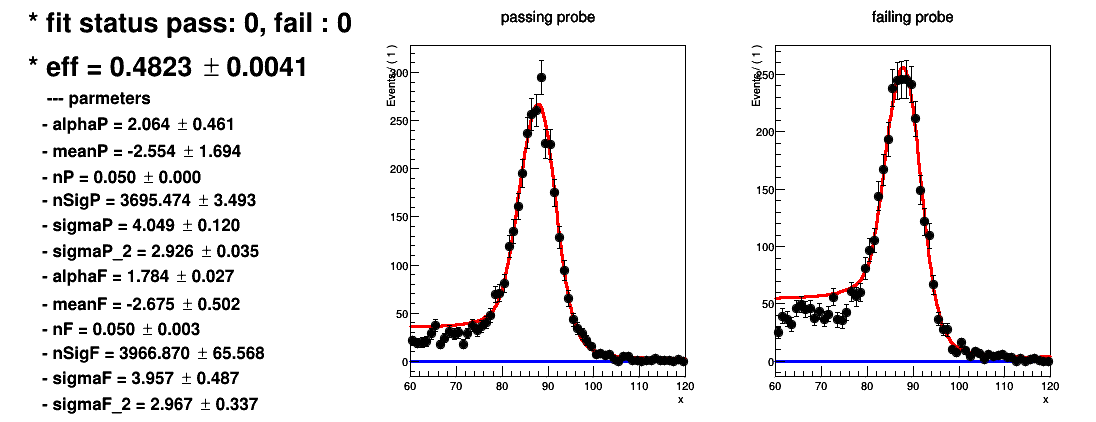 * fit status pass: 0, fail : 0
* eff = 0.4823 ± 0.0041
--- parmeters
- alphaP = 2.064 ± 0.461
- meanP = -2.554 ± 1.694
- nP = 0.050 ± 0.000
- nSigP = 3695.474 ± 3.493
- sigmaP = 4.049 ± 0.120
- sigmaP_2 = 2.926 ± 0.035
- alphaF = 1.784 ± 0.027
- meanF = -2.675 ± 0.502
- nF = 0.050 ± 0.003
- nSigF = 3966.870 ± 65.568
- sigmaF = 3.957 ± 0.487
- sigmaF_2 = 2.967 ± 0.337
passing probe
Events / ( 1 )
300
250
200
150
100
50
0
60 70 80 90 100 110 120
x
failing probe
Events / ( 1 )
250
200
150
100
50
0
60 70 80 90 100 110 120
x